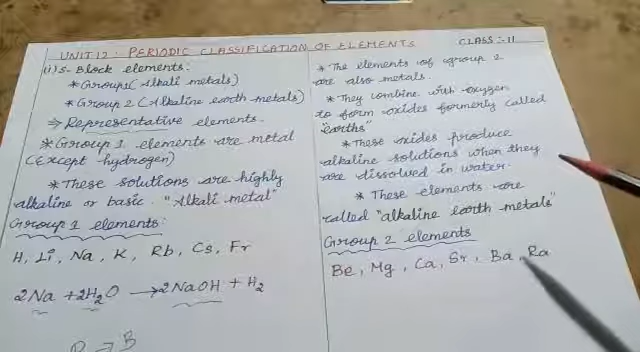 UNIT 12 : PERIODIC CLASSIFICATION OF ELEMENTS CLASS :- 11
(i) S- Block elements :
* Group 1 (Alkali metals)
* Group 2 (Alkaline earth metals)
⇒ Representative elements.
* Group 1 elements are metal
(Except hydrogen)
* These solutions are highly
alkaline or basic. "Alkali metal"
Group 1 elements :
H, Li, Na, K, Rb, Cs, Fr
2Na + 2H2O → 2NaOH + H2
* The elements of group 2
are also metals.
* They combine with oxygen
to form oxides formerly called
"earths"
* These oxides produce
alkaline solutions when they
are dissolved in water.
* These elements are
called "alkaline earth metals"
Group 2 elements
Be, Mg, Ca, Sr, Ba, Ra